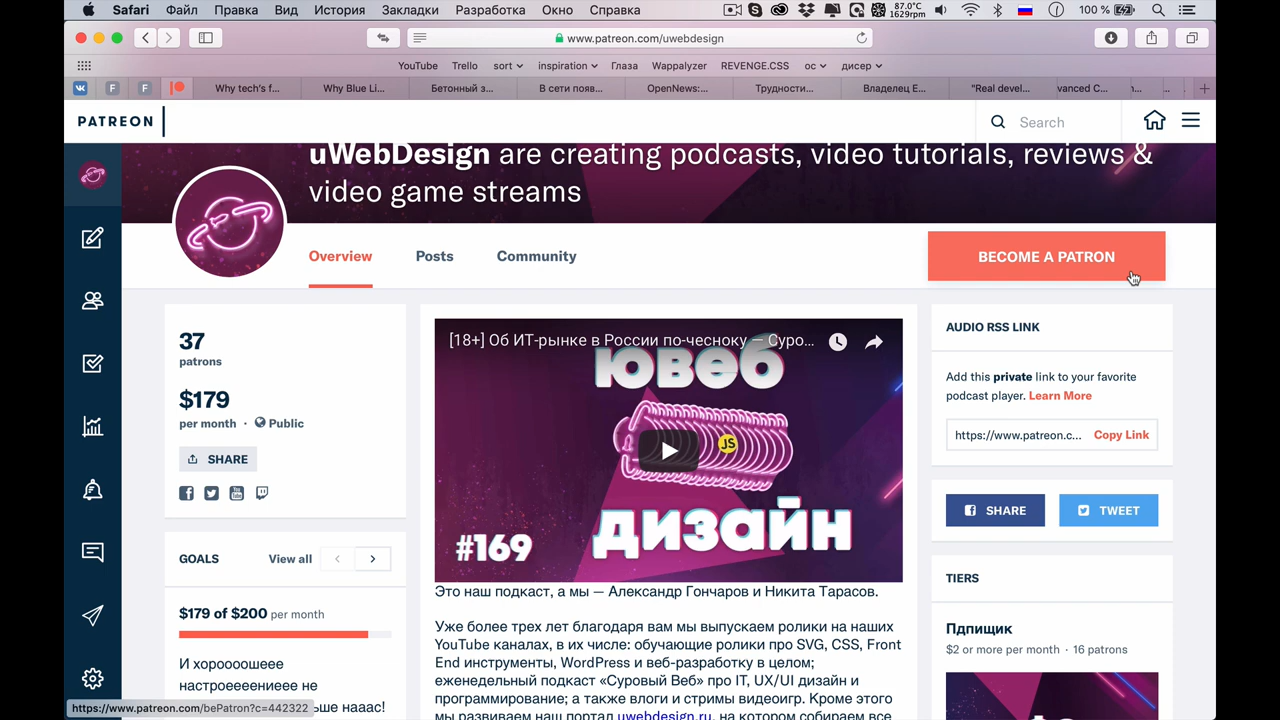 Safari Файл Правка Вид История Закладки Разработка Окно Справка 87.0°C 1629rpm 100 %
www.patreon.com/uwebdesign
YouTube Trello sort inspiration Глаза Wappalyzer REVENGE.CSS ос дисер
F F Why tech's f... Why Blue Li... Бетонный з... В сети появ... OpenNews:... Трудности... Владелец E... "Real devel... vanced C...
PATREON
Search
uWebDesign are creating podcasts, video tutorials, reviews &
video game streams
Overview Posts Community
BECOME A PATRON
37
patrons
$179
per month · Public
SHARE
GOALS View all
$179 of $200 per month
И хороооошеее
настроеееениеее не
ьше нааас!
[18+] Об ИТ-рынке в России по-чесноку — Суро...
ювеб
JS
дизайн
#169
Это наш подкаст, а мы — Александр Гончаров и Никита Тарасов.
Уже более трех лет благодаря вам мы выпускаем ролики на наших
YouTube каналах, в их числе: обучающие ролики про SVG, CSS, Front
End инструменты, WordPress и веб-разработку в целом;
еженедельный подкаст «Суровый Веб» про IT, UX/UI дизайн и
программирование; а также влоги и стримы видеоигр. Кроме этого
мы развиваем наш портал uwebdesign.ru, на котором собираем все
AUDIO RSS LINK
Add this private link to your favorite
podcast player. Learn More
https://www.patreon.c... Copy Link
SHARE TWEET
TIERS
Пдпищик
$2 or more per month · 16 patrons
https://www.patreon.com/bePatron?c=442322